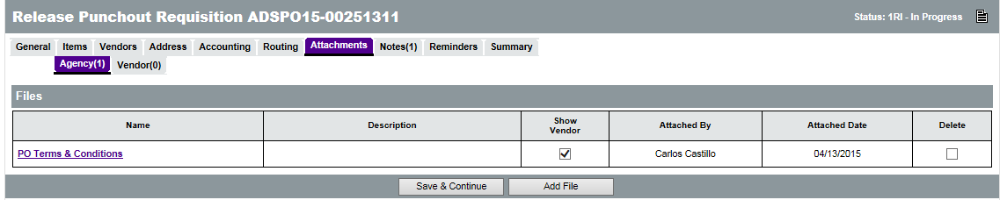 Release Punchout Requisition ADSPO15-00251311
Status: 1RI - In Progress
General Items Vendors Address Accounting Routing Attachments Notes(1) Reminders Summary
Agency(1) Vendor(0)
Files
Name Description Show Vendor Attached By Attached Date Delete
PO Terms & Conditions Carlos Castillo 04/13/2015
Save & Continue Add File